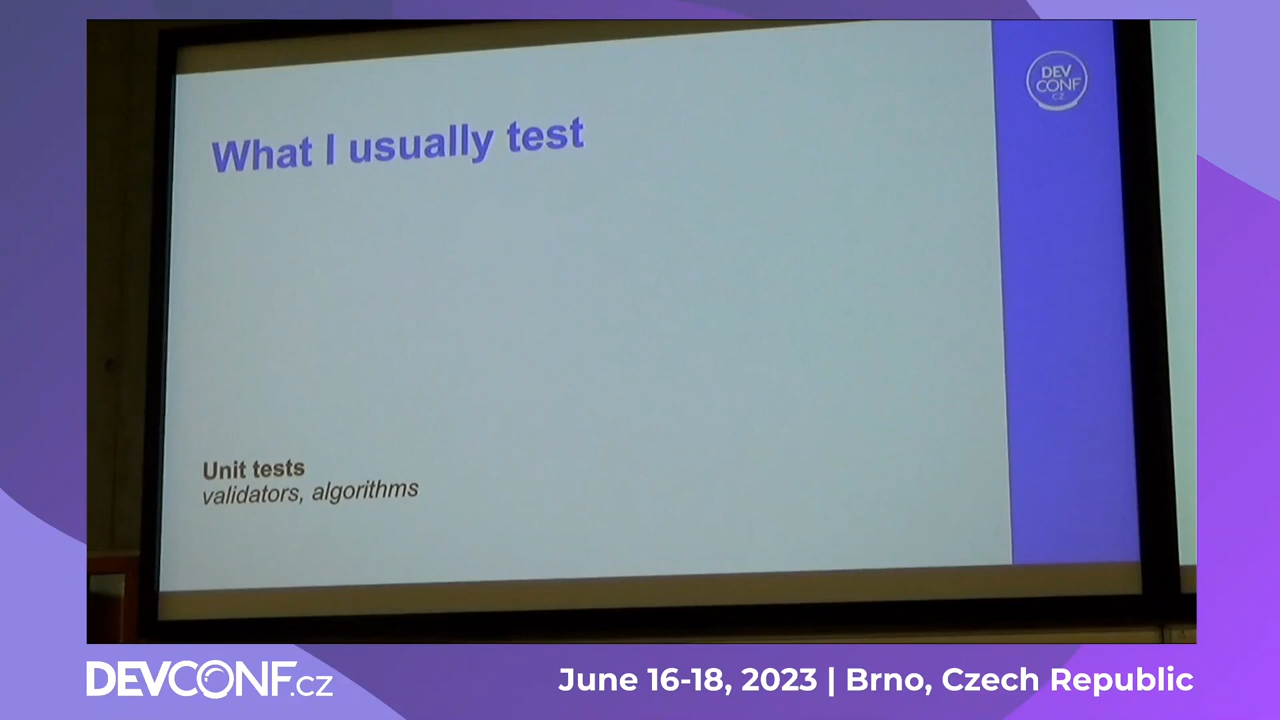 DEV
CONF
CZ
What I usually test
Unit tests
validators, algorithms
DEVCONF.CZ
June 16-18, 2023 | Brno, Czech Republic